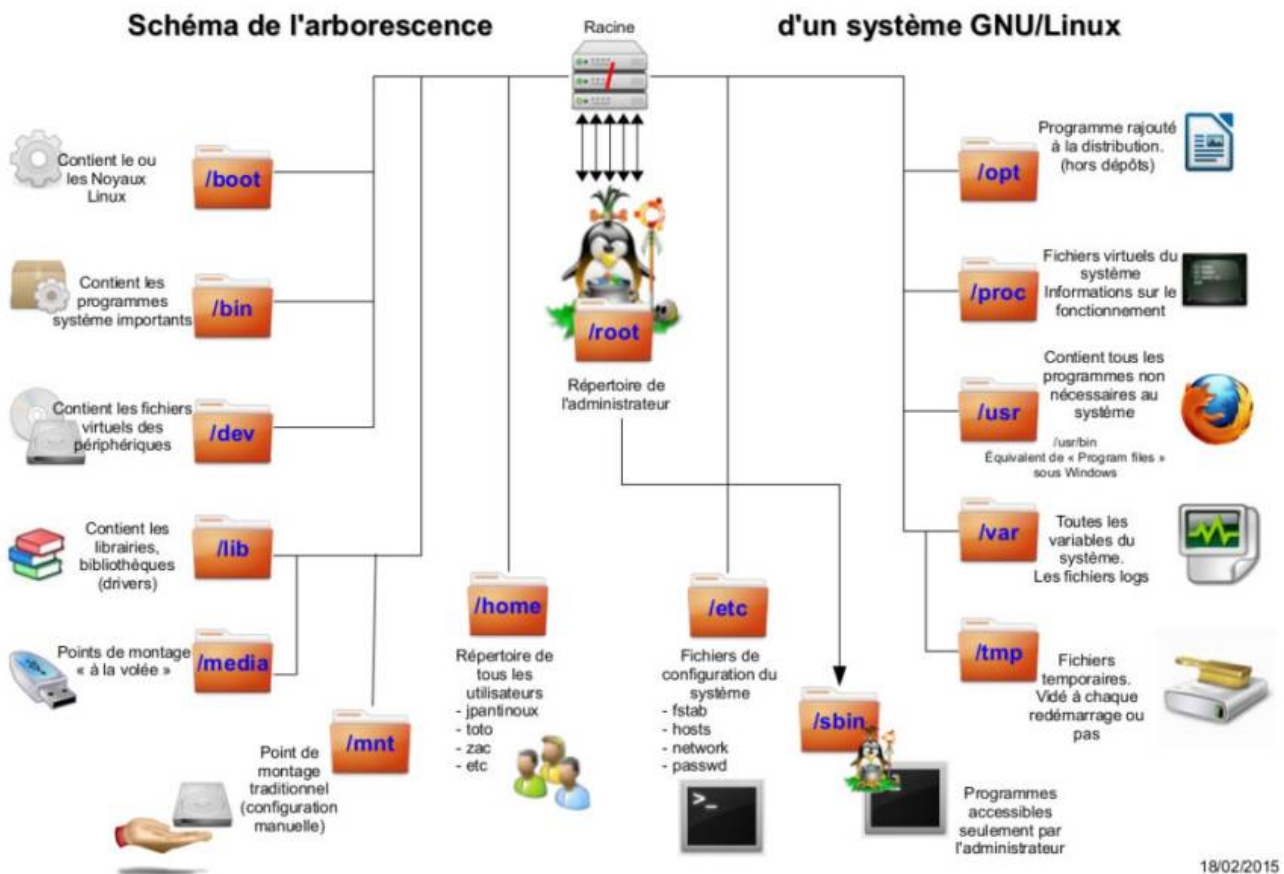 Schéma de l'arborescence
Racine
d'un système GNU/Linux
Contient le ou
les Noyaux
Linux
/boot
Contient les
programmes
système importants
/bin
Contient les fichiers
virtuels des
périphériques
/dev
Contient les
librairies,
bibliothèques
(drivers)
/lib
Points de montage
« à la volée »
/media
Point de
montage
traditionnel
(configuration
manuelle)
/mnt
/root
Répertoire de
l'administrateur
/home
Répertoire de
tous les
utilisateurs
- jpantinoux
- toto
- zac
- etc
/etc
Fichiers de
configuration du
système
- fstab
- hosts
- network
- passwd
>_
/sbin
Programmes
accessibles
seulement par
l'administrateur
/opt
Programme rajouté
à la distribution.
(hors dépôts)
/proc
Fichiers virtuels du
système
Informations sur le
fonctionnement
/usr
Contient tous les
programmes non
nécessaires au
système
/usr/bin
Équivalent de « Program files »
sous Windows
/var
Toutes les
variables du
système.
Les fichiers logs
/tmp
Fichiers
temporaires.
Vidé à chaque
redémarrage ou
pas
18/02/2015